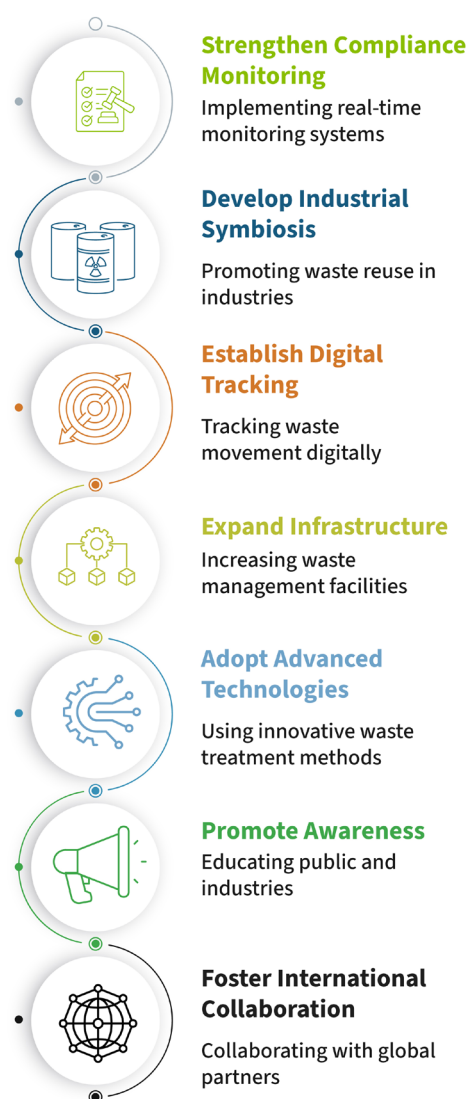 Strengthen Compliance
Monitoring
Implementing real-time
monitoring systems
Develop Industrial
Symbiosis
Promoting waste reuse in
industries
Establish Digital
Tracking
Tracking waste
movement digitally
Expand Infrastructure
Increasing waste
management facilities
Adopt Advanced
Technologies
Using innovative waste
treatment methods
Promote Awareness
Educating public and
industries
Foster International
Collaboration
Collaborating with global
partners